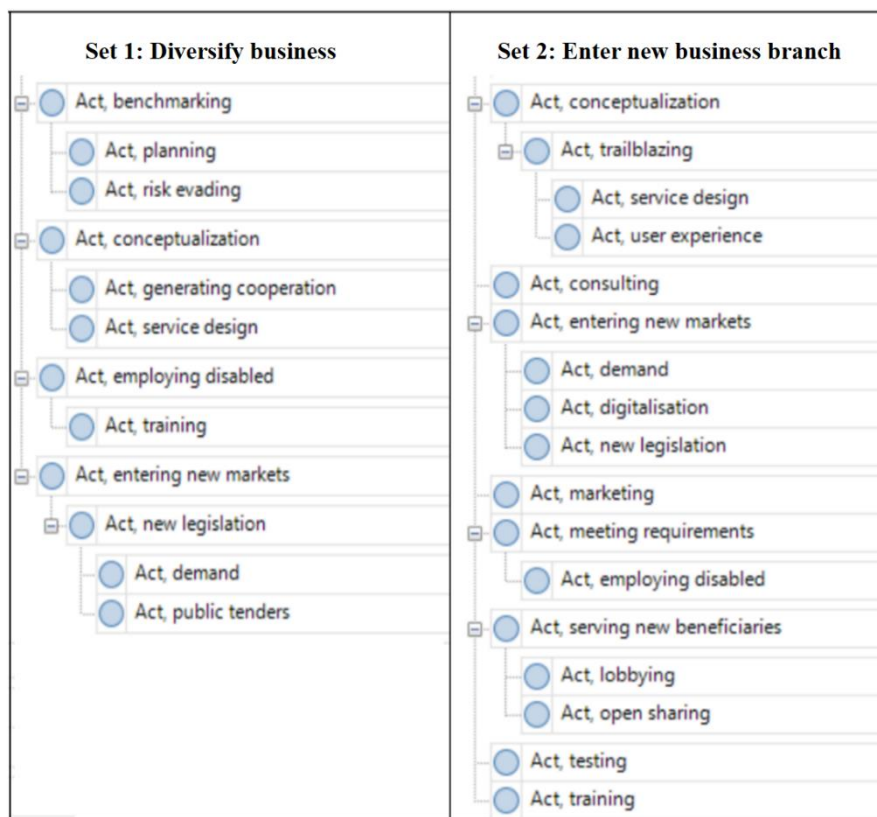 Set 1: Diversify business
Act, benchmarking
Act, planning
Act, risk evading
Act, conceptualization
Act, generating cooperation
Act, service design
Act, employing disabled
Act, training
Act, entering new markets
Act, new legislation
Act, demand
Act, public tenders
Set 2: Enter new business branch
Act, conceptualization
Act, trailblazing
Act, service design
Act, user experience
Act, consulting
Act, entering new markets
Act, demand
Act, digitalisation
Act, new legislation
Act, marketing
Act, meeting requirements
Act, employing disabled
Act, serving new beneficiaries
Act, lobbying
Act, open sharing
Act, testing
Act, training